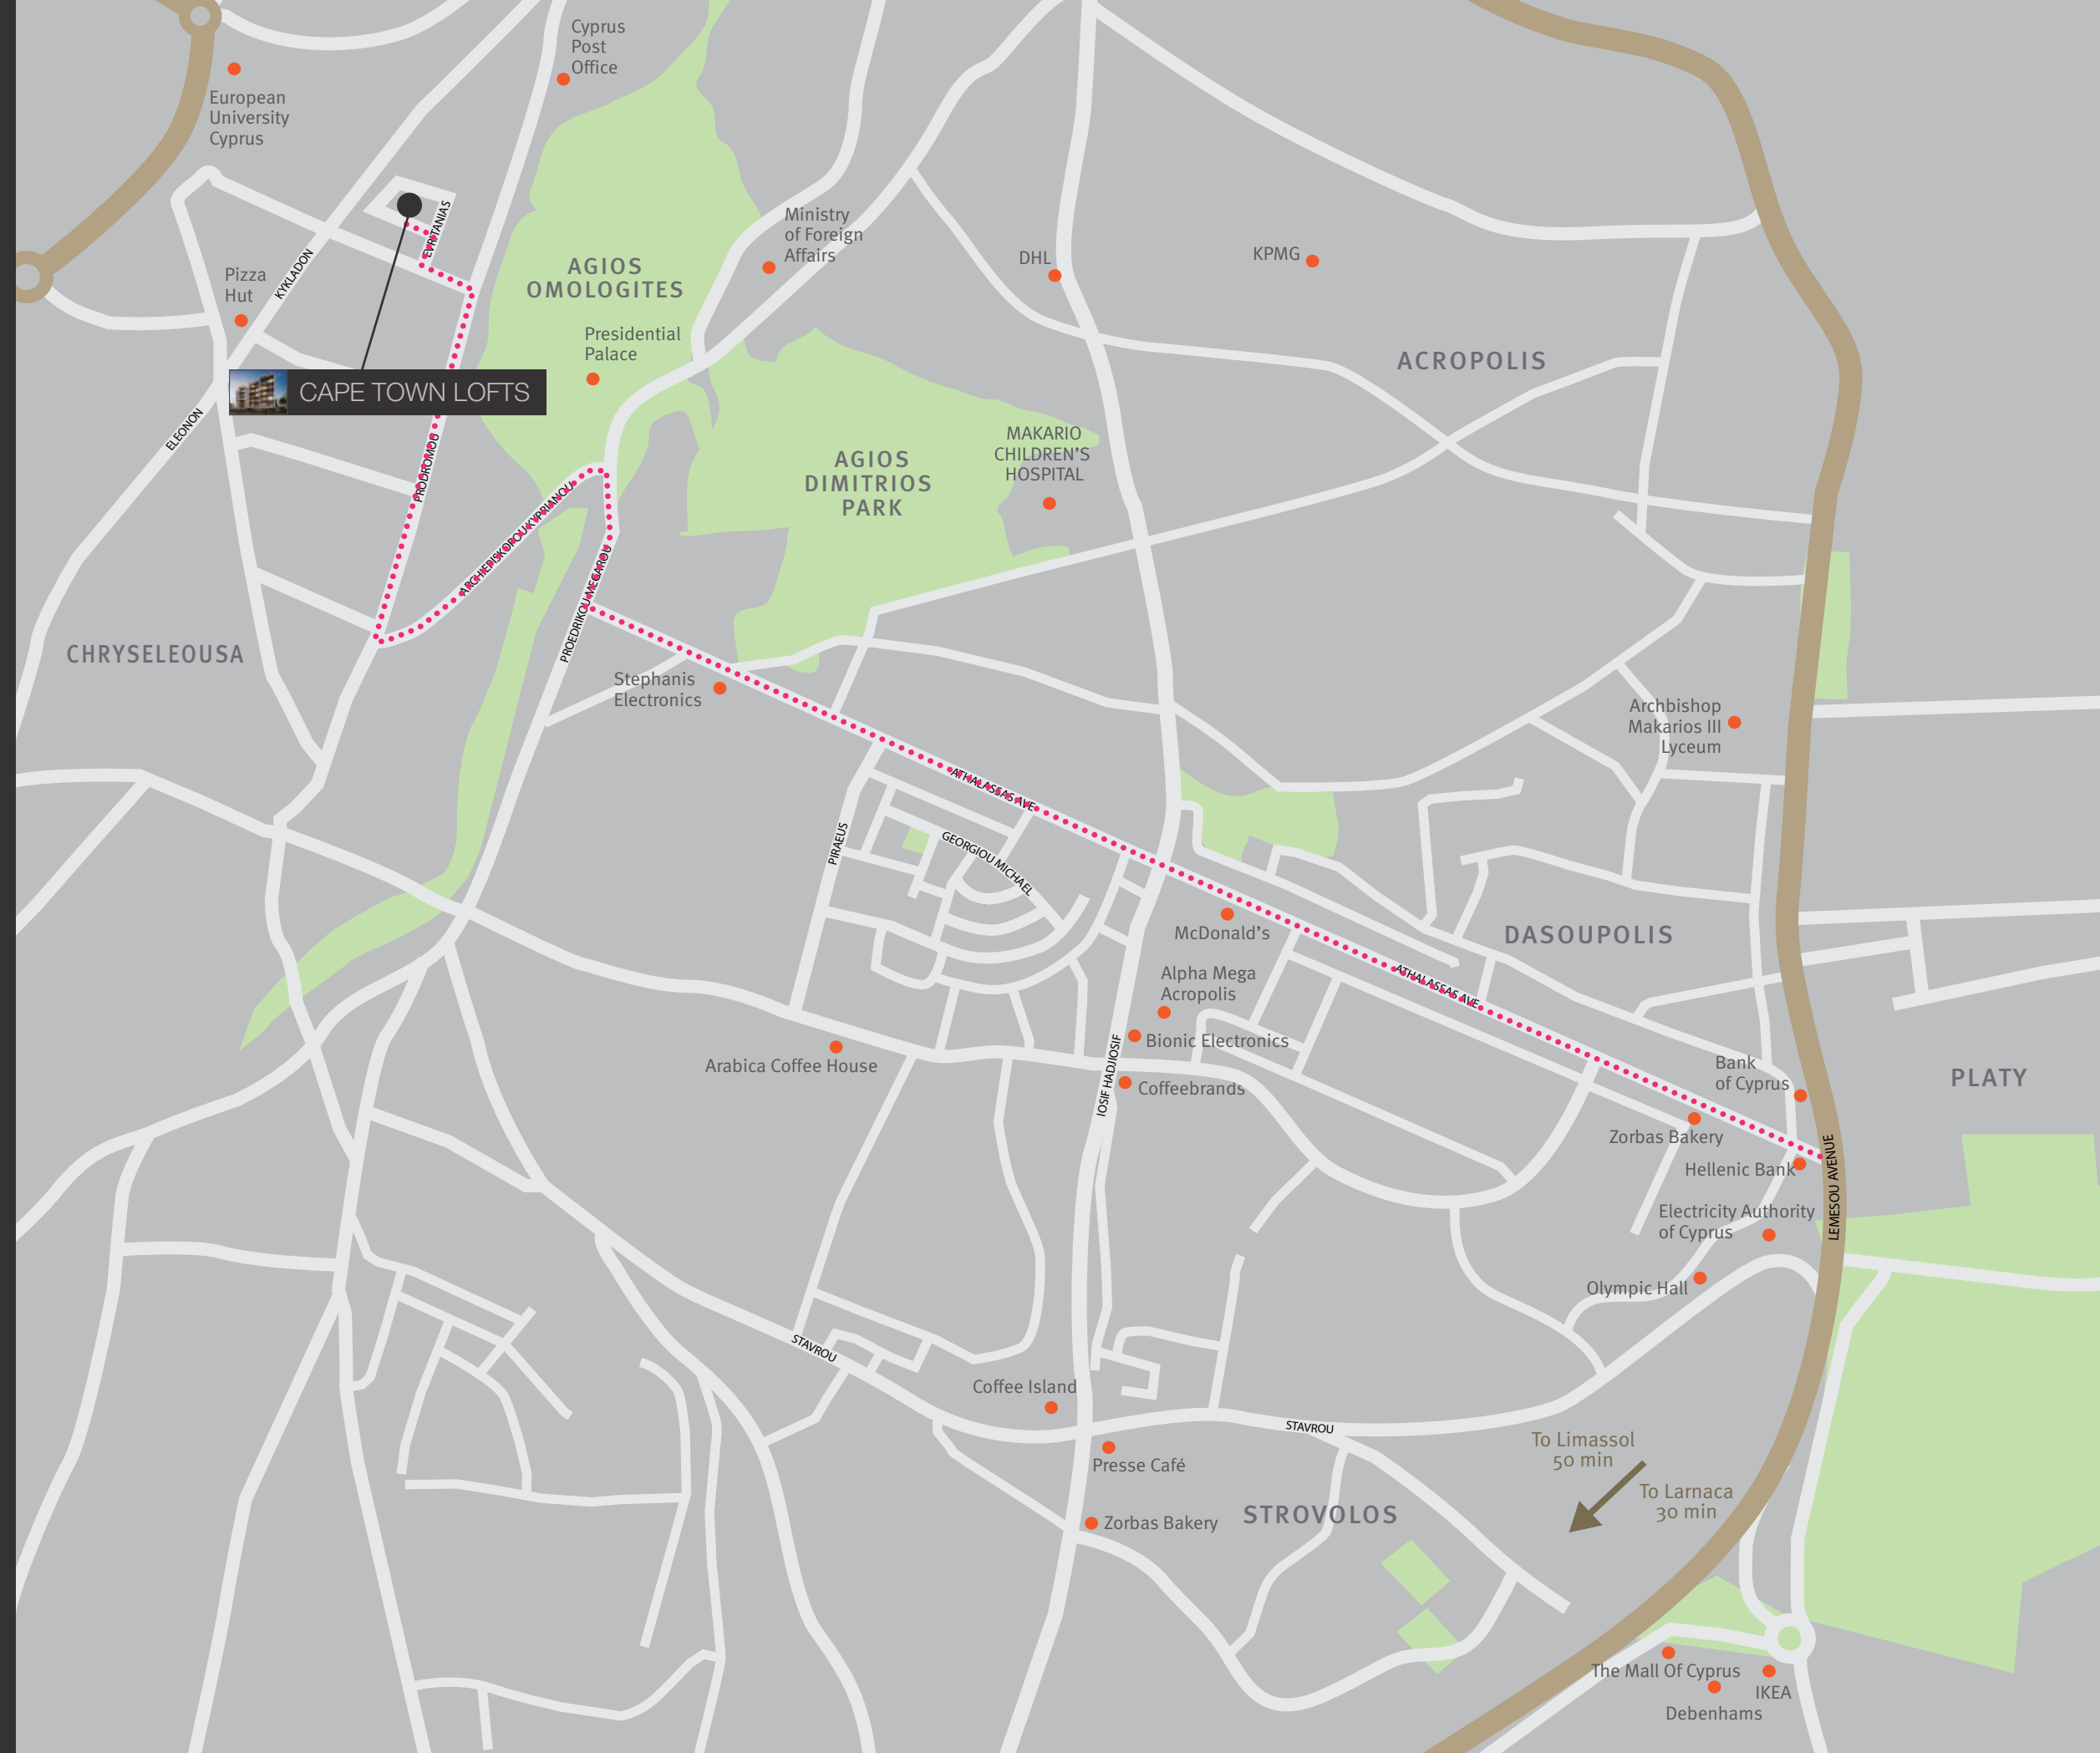 Cyprus
Post
Office
European
University
Cyprus
EVRITANIAS
Ministry
of Foreign
Affairs
DHL
KPMG
Pizza
Hut
KYKLADON
AGIOS
OMOLOGITES
Presidential
Palace
ACROPOLIS
CAPE TOWN LOFTS
ELEONON
PRODROMOU
AGIOS
DIMITRIOS
PARK
MAKARIO
CHILDREN'S
HOSPITAL
ARCHIEPISKOPOU KYPRIANOU
PROEDRIKOU MEGAROU
CHRYSELEOUSA
Stephanis
Electronics
Archbishop
Makarios III
Lyceum
ATHALASSAS AVE
PIRAEUS
GEORGIOU MICHAEL
McDonald's
DASOUPOLIS
Alpha Mega
Acropolis
ATHALASSAS AVE
Bionic Electronics
Arabica Coffee House
IOSIF HADJIOSIF
Coffeebrands
Bank
of Cyprus
PLATY
Zorbas Bakery
Hellenic Bank
LEMESOU AVENUE
Electricity Authority
of Cyprus
Olympic Hall
STAVROU
Coffee Island
STAVROU
Presse Café
To Limassol
50 min
To Larnaca
30 min
STROVOLOS
Zorbas Bakery
The Mall Of Cyprus
IKEA
Debenhams